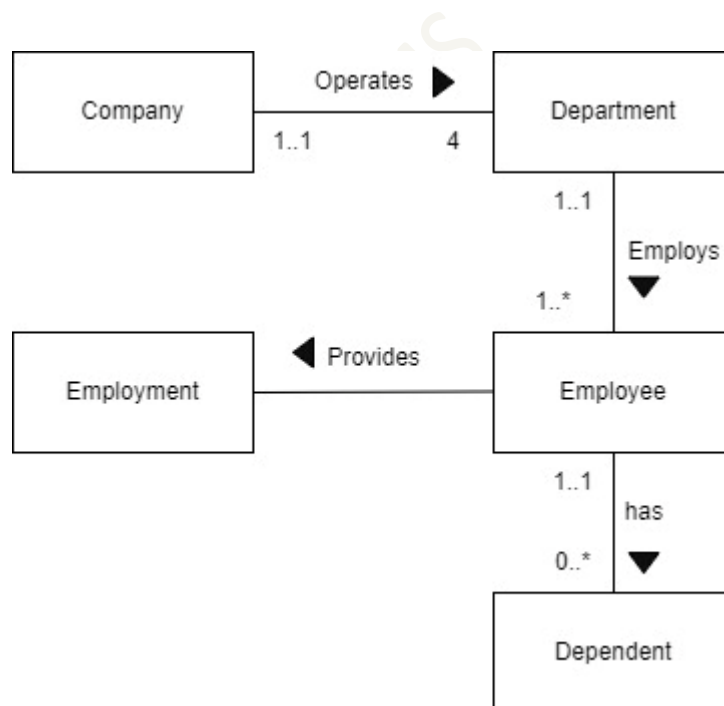 Operates
Company
Department
1..1
4
1..1
Employs
1..*
Provides
Employment
Employee
1..1
has
0..*
Dependent